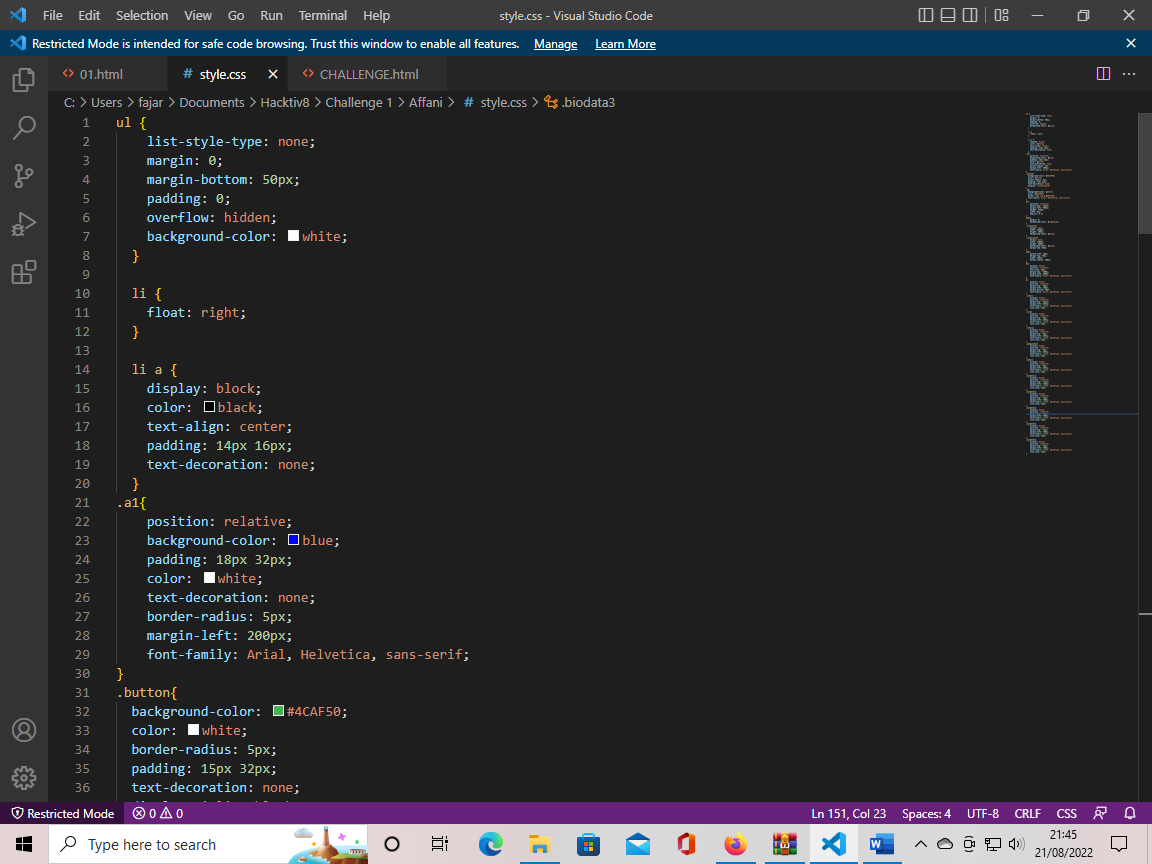 File Edit Selection View Go Run Terminal Help style.css - Visual Studio Code
Restricted Mode is intended for safe code browsing. Trust this window to enable all features. Manage Learn More
01.html # style.css CHALLENGE.html
C: > Users > fajar > Documents > Hacktiv8 > Challenge 1 > Affani > # style.css > .biodata3
1 ul {
2 list-style-type: none;
3 margin: 0;
4 margin-bottom: 50px;
5 padding: 0;
6 overflow: hidden;
7 background-color: white;
8 }
9
10 li {
11 float: right;
12 }
13
14 li a {
15 display: block;
16 color: black;
17 text-align: center;
18 padding: 14px 16px;
19 text-decoration: none;
20 }
21 .a1{
22 position: relative;
23 background-color: blue;
24 padding: 18px 32px;
25 color: white;
26 text-decoration: none;
27 border-radius: 5px;
28 margin-left: 200px;
29 font-family: Arial, Helvetica, sans-serif;
30 }
31 .button{
32 background-color: #4CAF50;
33 color: white;
34 border-radius: 5px;
35 padding: 15px 32px;
36 text-decoration: none;
Restricted Mode 0 0 Ln 151, Col 23 Spaces: 4 UTF-8 CRLF CSS
Type here to search
21:45
21/08/2022